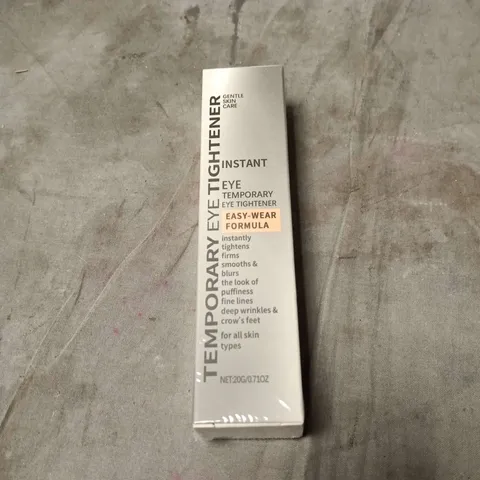 TEMPORARY EYE TIGHTENER
GENTLE
SKIN
CARE
INSTANT
EYE
TEMPORARY
EYE TIGHTENER
EASY-WEAR
FORMULA
instantly
tightens
firms
smooths &
blurs
the look of
puffiness
fine lines
deep wrinkles &
crow's feet
for all skin
types
NET:20G/0.71OZ